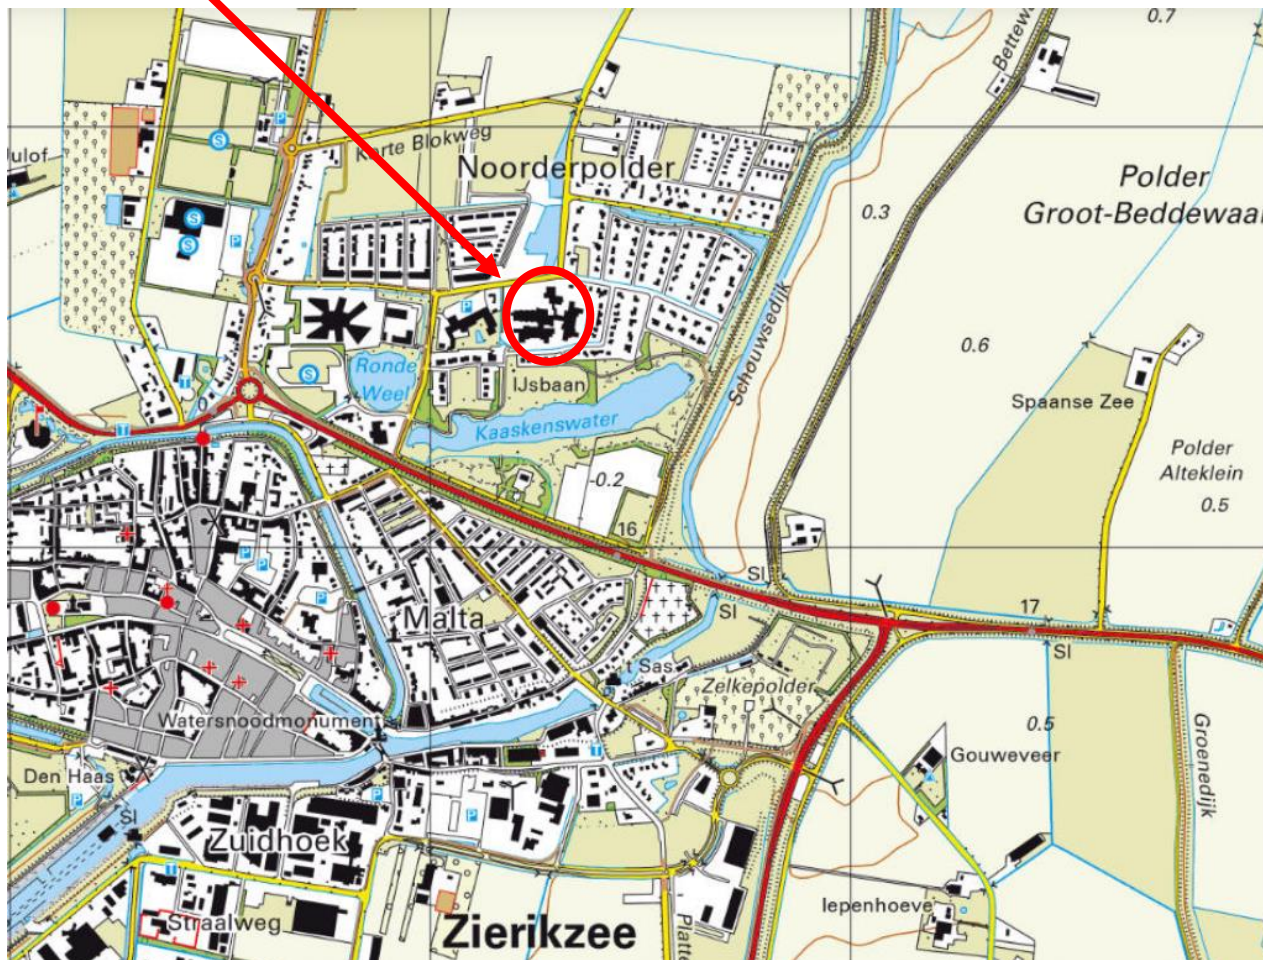 0.7
Bettew
ulof
Korte Blokweg
Noorderpolder
Polder
Groot-Beddewaar
0.3
Schouwsedijk
0.6
Ronde
Weel
IJsbaan
Kaaskenswater
Spaanse Zee
Polder
Alteklein
0.5
-0.2
0
16
17
Sl
Sl
Sl
Malta
't Sas
Zelkepolder
Watersnoodmonument
0.5
Gouweveer
Groenedijk
Den Haas
Sl
Zuidhoek
Iepenhoeve
Straalweg
Zierikzee
Platte
P
P
P
P
P
P
P
P
P
S
S
S
S
T
T
T
T